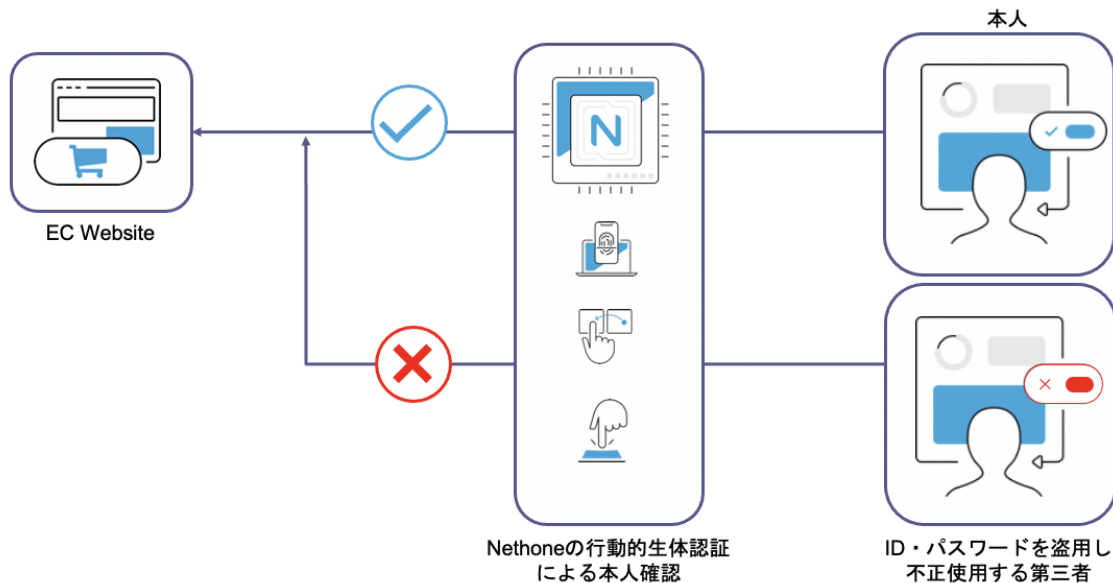 本人
EC Website
N
Nethoneの行動的生体認証
による本人確認
ID・パスワードを盗用し
不正使用する第三者